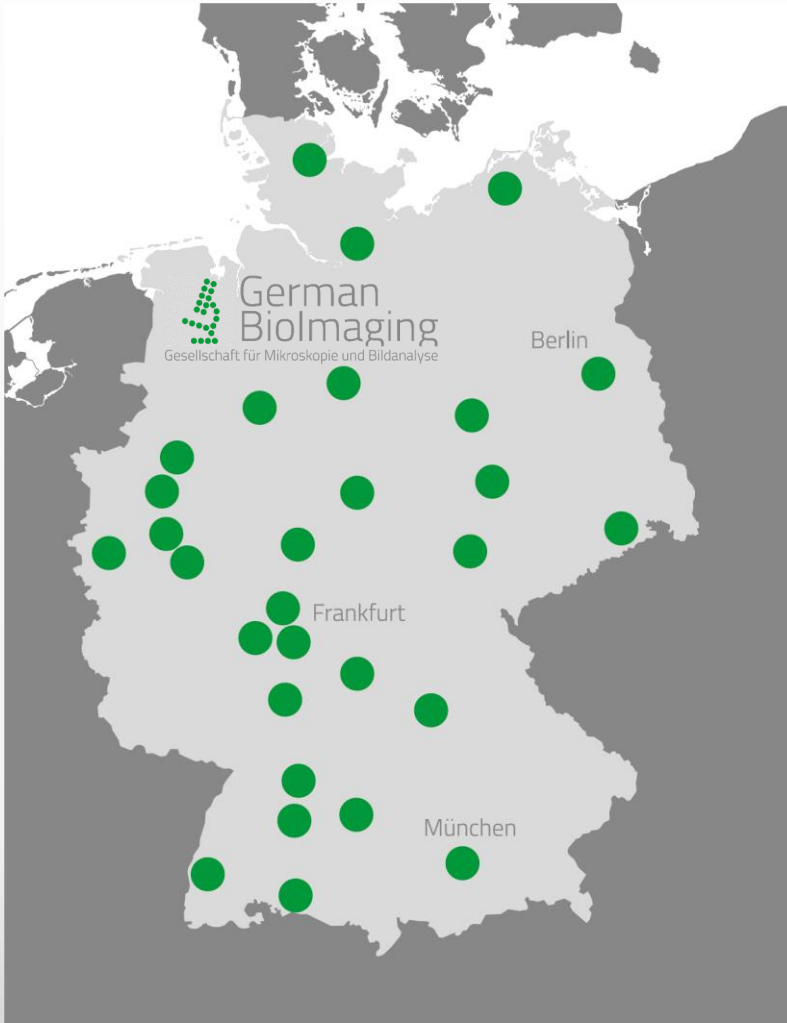 German
BioImaging
Gesellschaft für Mikroskopie und Bildanalyse
Berlin
Frankfurt
München